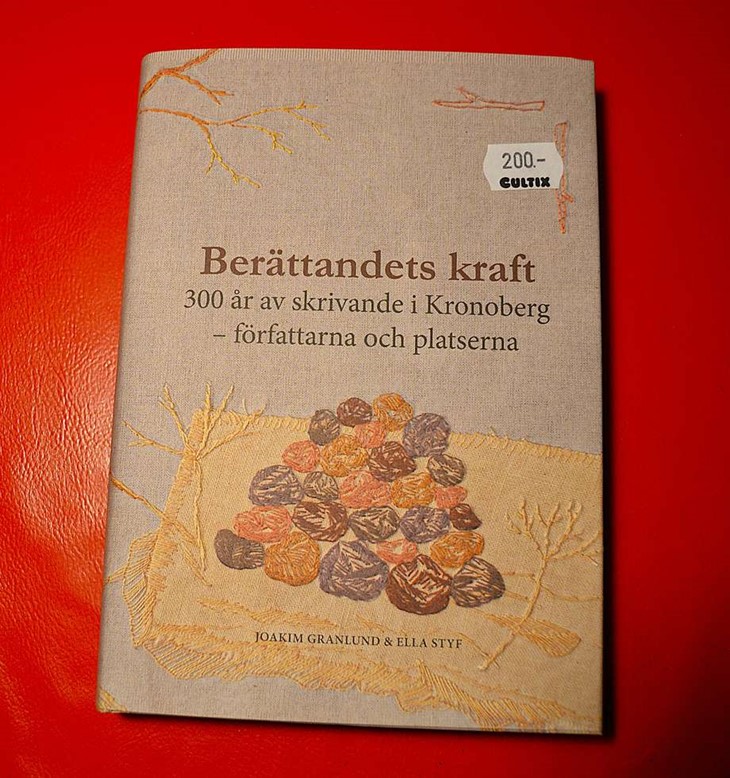 200.-
CULTIX
Berättandets kraft
300 år av skrivande i Kronoberg
– författarna och platserna
JOAKIM GRANLUND & ELLA STYF